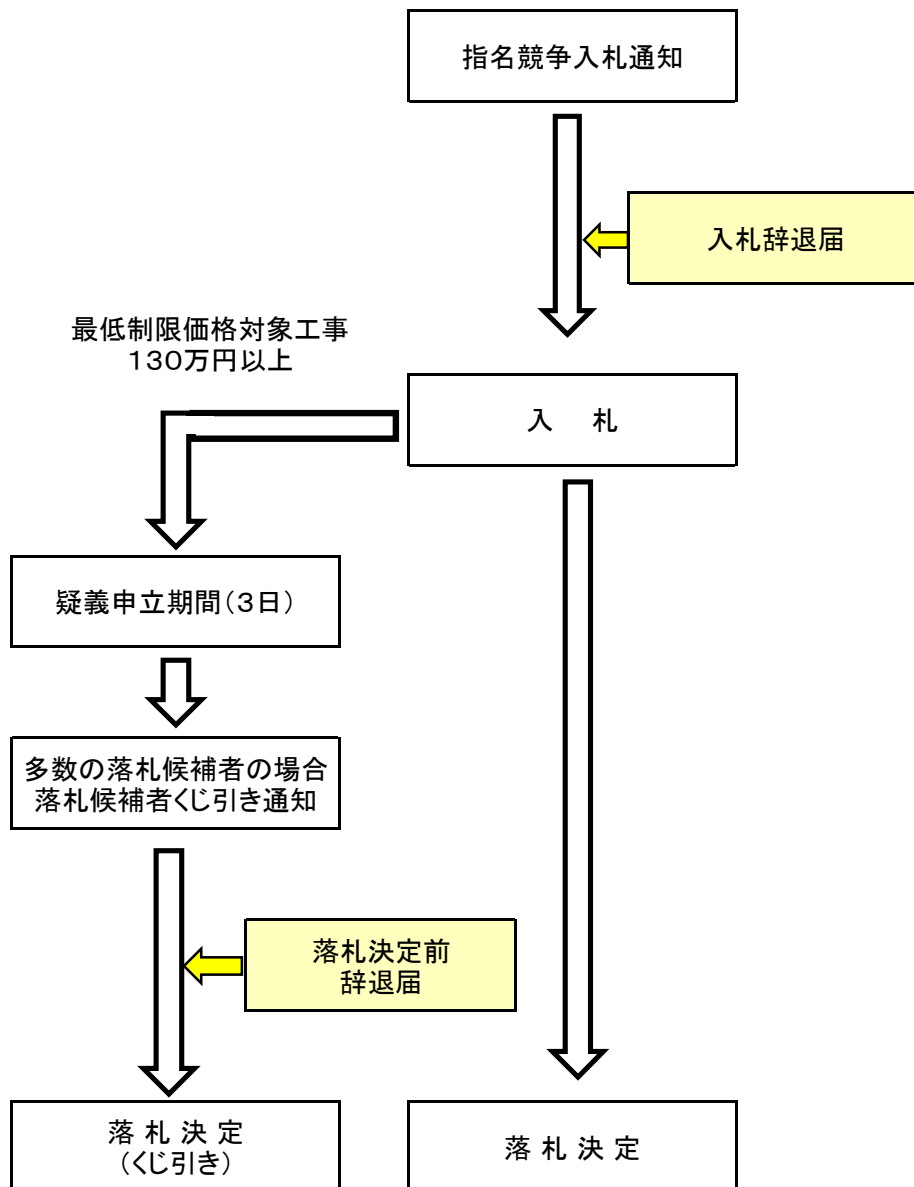 指名競争入札通知
入札辞退届
最低制限価格対象工事
１３０万円以上
入　札
疑義申立期間（３日）
多数の落札候補者の場合
落札候補者くじ引き通知
落札決定前
辞退届
落 札 決 定
（くじ引き）
落 札 決 定